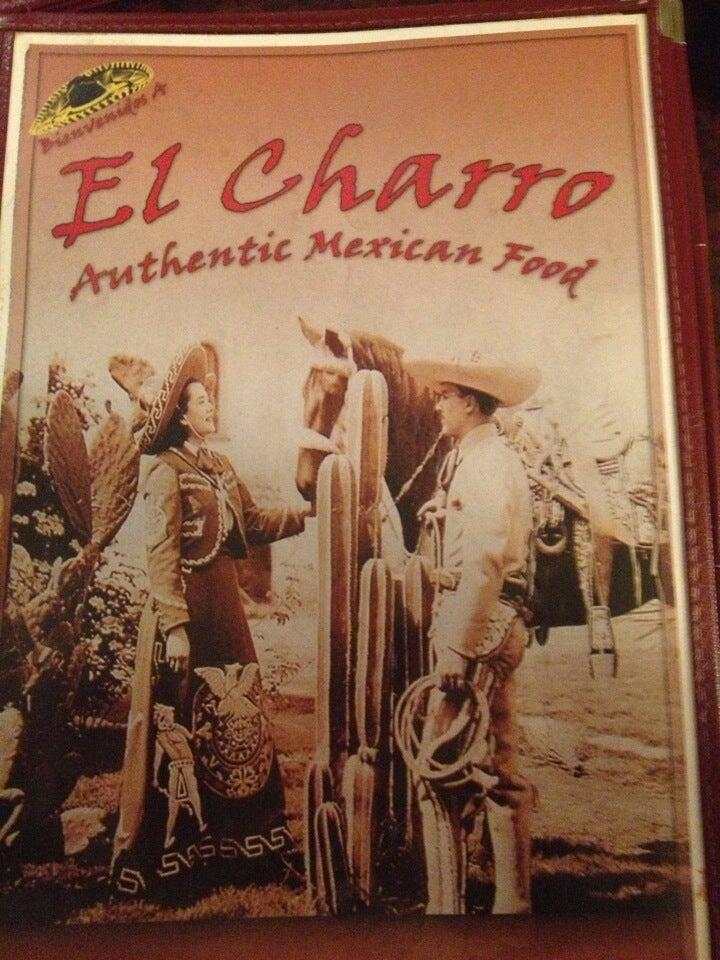 Bienvenidos A
El Charro
Authentic Mexican Food